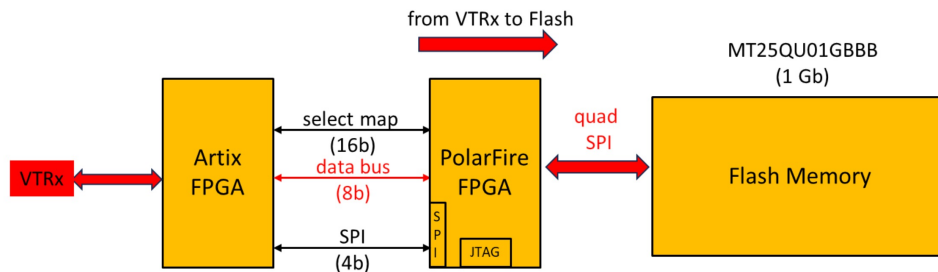 from VTRx to Flash
MT25QU01GBBB
(1 Gb)
select map
(16b)
quad
SPI
Artix
FPGA
PolarFire
FPGA
VTRx
data bus
(8b)
Flash Memory
SPI
JTAG
SPI
(4b)